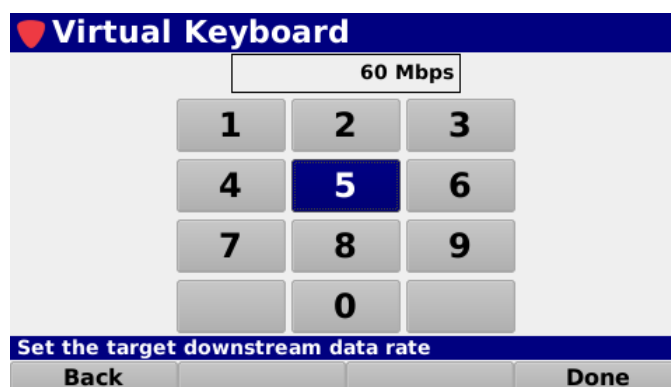 Virtual Keyboard
60 Mbps
1 2 3
4 5 6
7 8 9
0
Set the target downstream data rate
Back Done